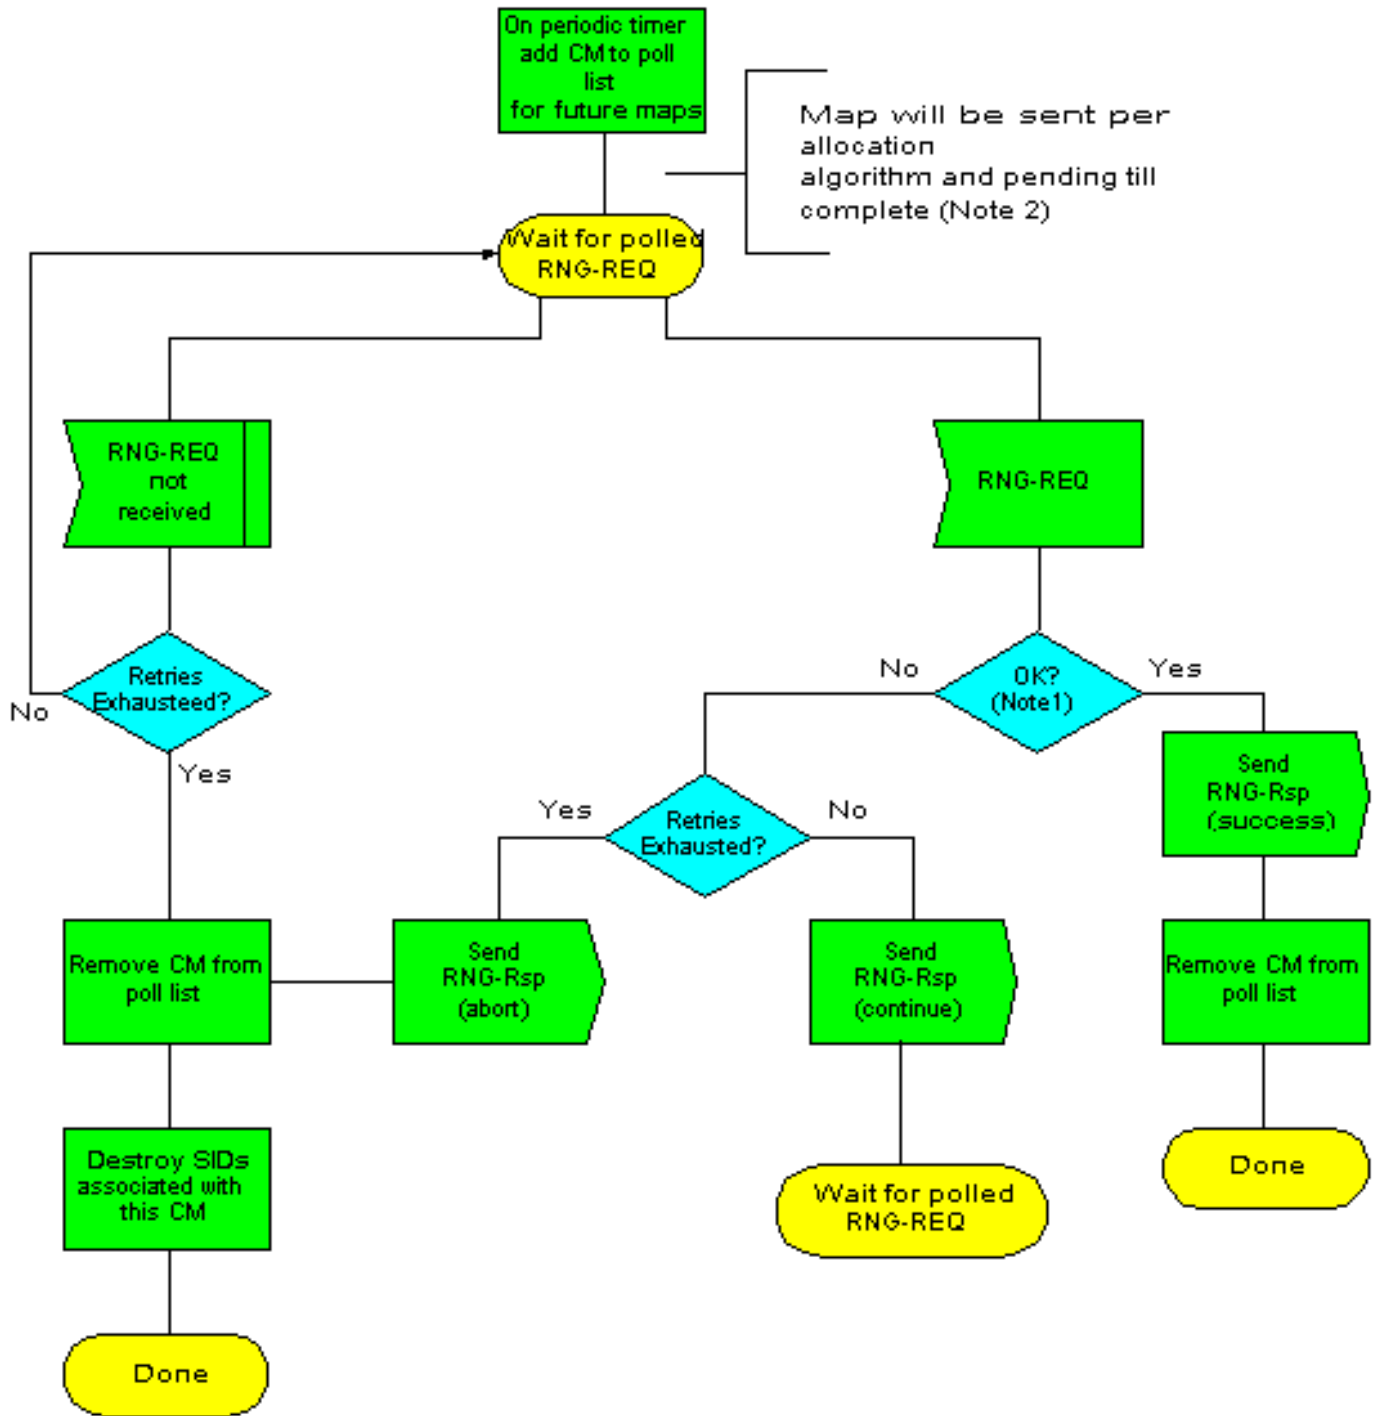 On periodic timer
add CM to poll
list
for future maps
Map will be sent per
allocation
algorithm and pending till
complete (Note 2)
Wait for polled
RNG-REQ
RNG-REQ
not
received
RNG-REQ
Retries
Exhausteed?
No
Yes
OK?
(Note1)
No
Yes
Send
RNG-Rsp
(success)
Retries
Exhausted?
Yes
No
Remove CM from
poll list
Send
RNG-Rsp
(abort)
Send
RNG-Rsp
(continue)
Remove CM from
poll list
Destroy SIDs
associated with
this CM
Wait for polled
RNG-REQ
Done
Done